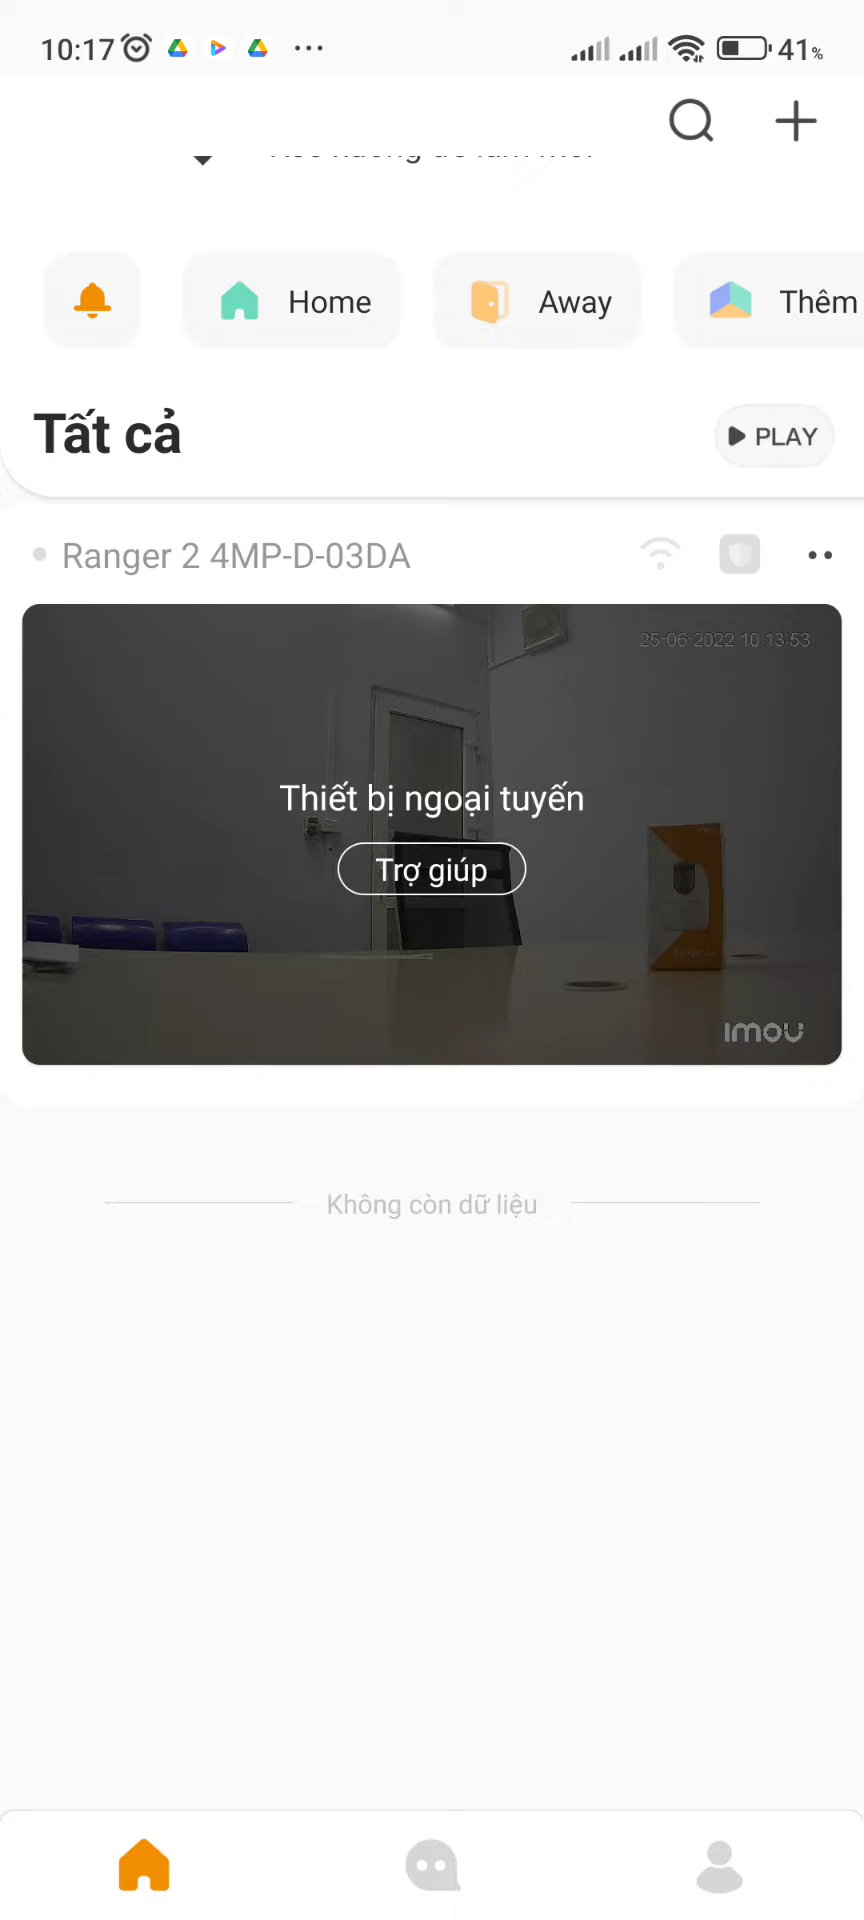 10:17 41%
Home Away Thêm
Tất cả
PLAY
Ranger 2 4MP-D-03DA
25-06-2022 10:13:53
Thiết bị ngoại tuyến
Trợ giúp
imou
Không còn dữ liệu